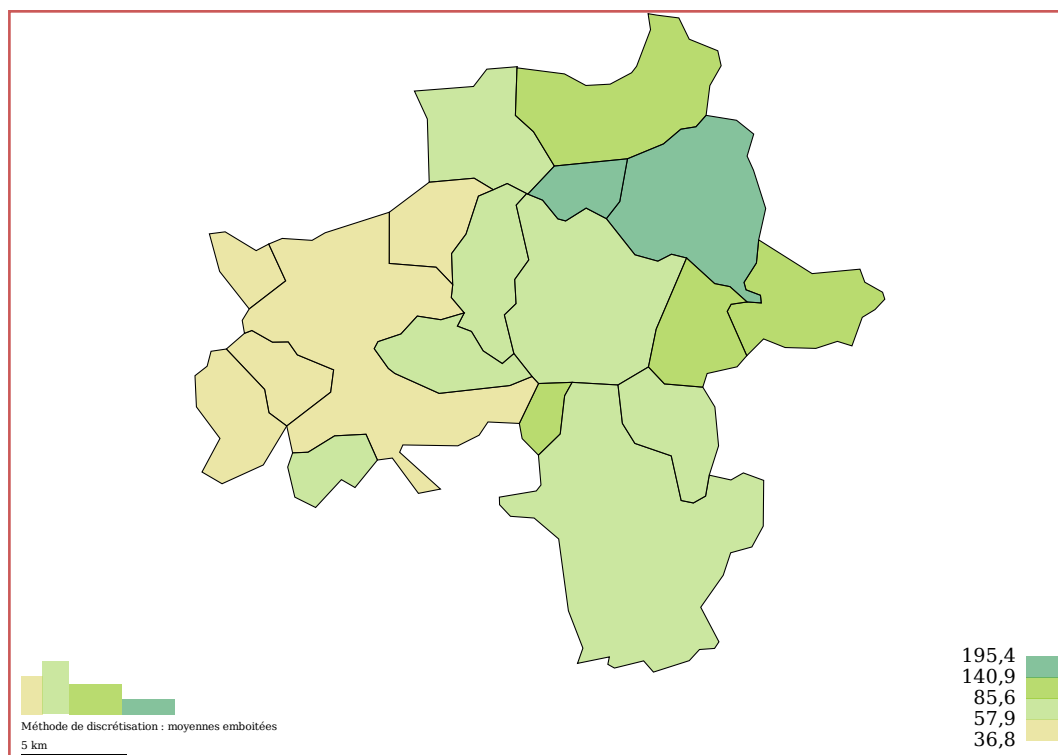 195,4
140,9
85,6
57,9
36,8
Méthode de discrétisation : moyennes emboitées
5 km